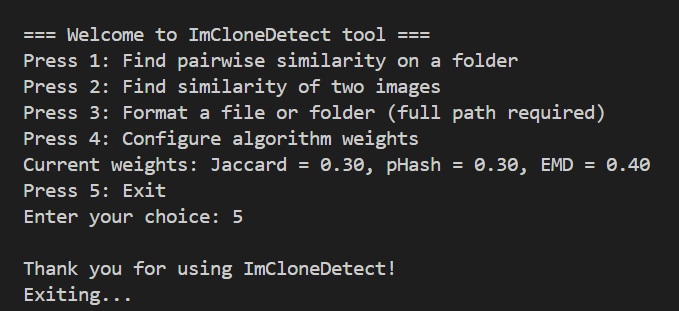 === Welcome to ImCloneDetect tool ===
Press 1: Find pairwise similarity on a folder
Press 2: Find similarity of two images
Press 3: Format a file or folder (full path required)
Press 4: Configure algorithm weights
Current weights: Jaccard = 0.30, pHash = 0.30, EMD = 0.40
Press 5: Exit
Enter your choice: 5
Thank you for using ImCloneDetect!
Exiting...